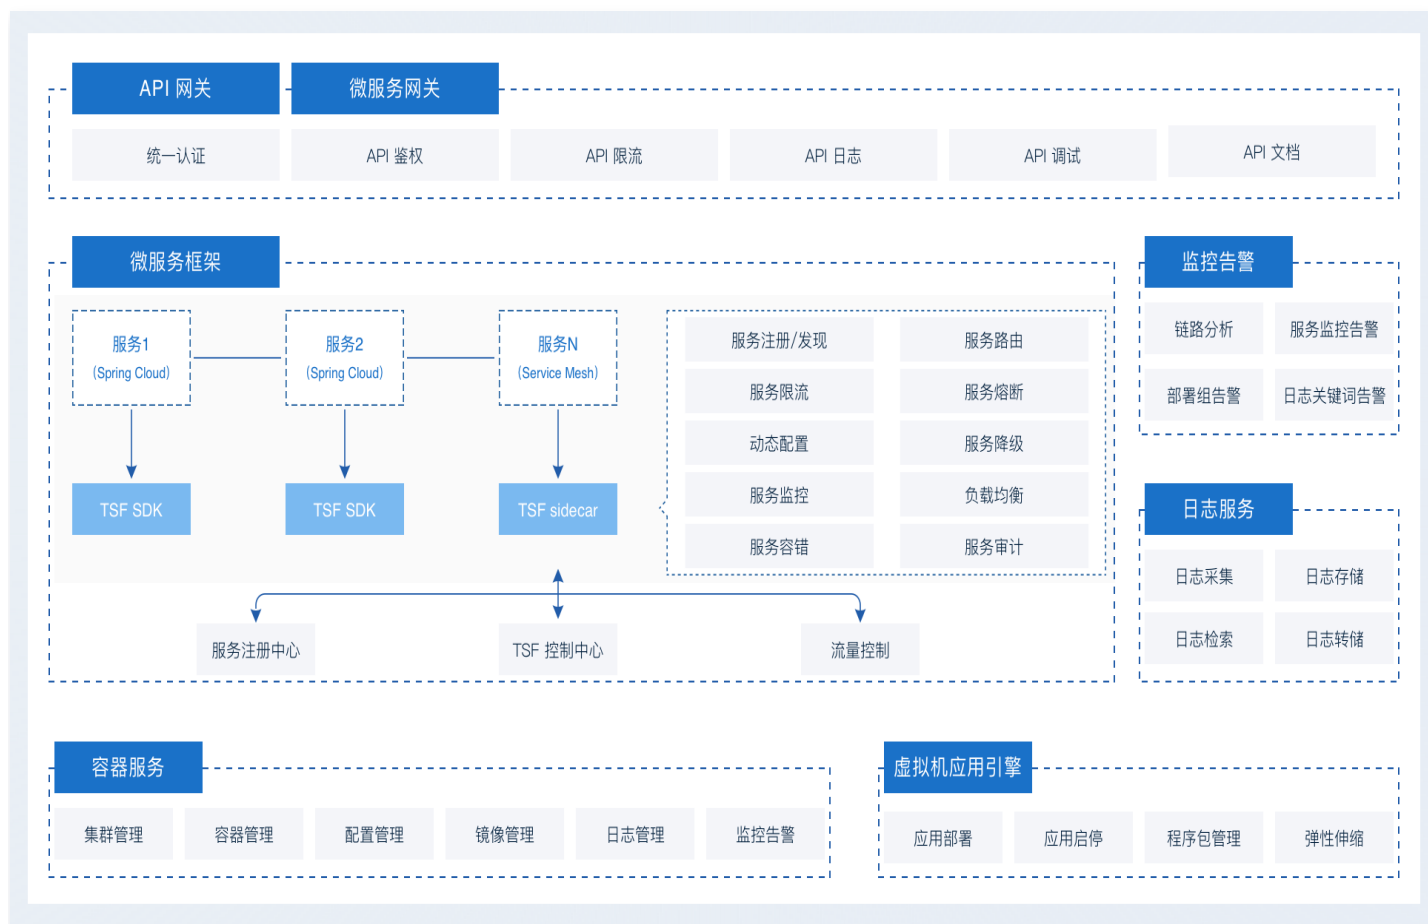 API 网关
微服务网关
统一认证
API 鉴权
API 限流
API 日志
API 调试
API 文档
微服务框架
服务1
(Spring Cloud)
服务2
(Spring Cloud)
服务N
(Service Mesh)
TSF SDK
TSF SDK
TSF sidecar
服务注册/发现
服务路由
服务限流
服务熔断
动态配置
服务降级
服务监控
负载均衡
服务容错
服务审计
服务注册中心
TSF 控制中心
流量控制
监控告警
链路分析
服务监控告警
部署组告警
日志关键词告警
日志服务
日志采集
日志存储
日志检索
日志转储
容器服务
集群管理
容器管理
配置管理
镜像管理
日志管理
监控告警
虚拟机应用引擎
应用部署
应用启停
程序包管理
弹性伸缩